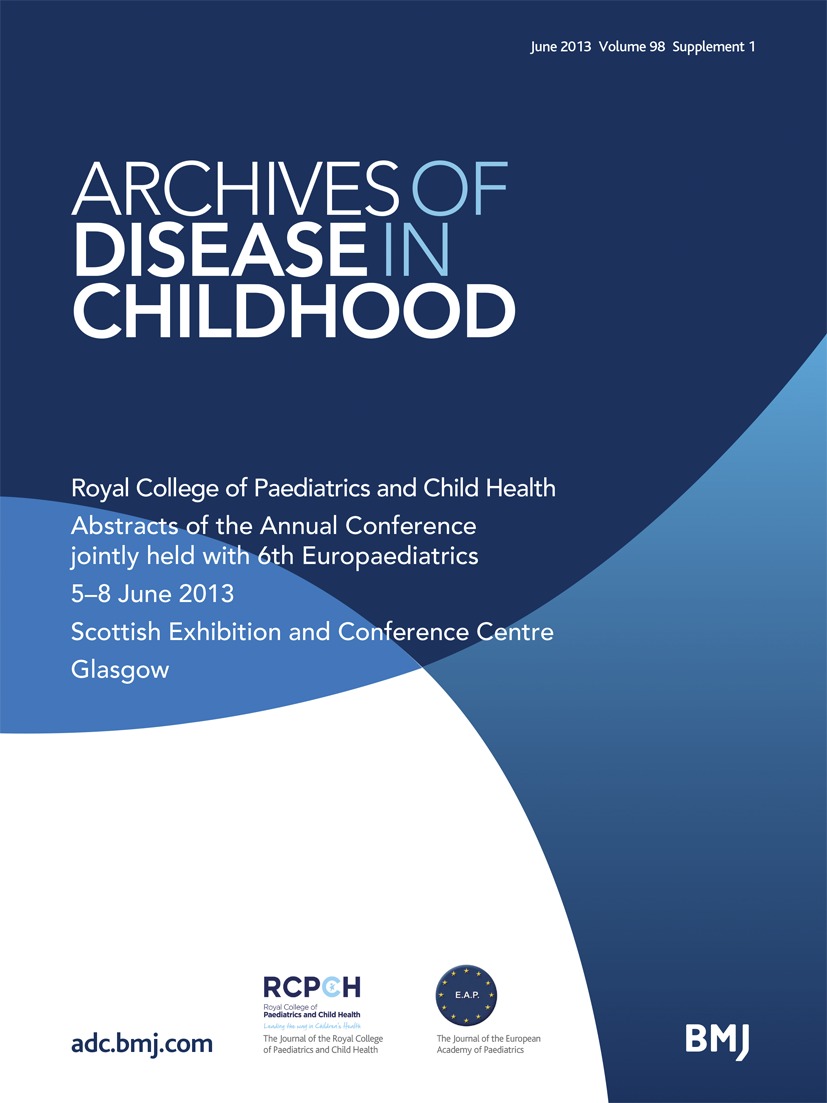 June 2013 Volume 98 Supplement 1
ARCHIVES OF
DISEASE IN
CHILDHOOD
Royal College of Paediatrics and Child Health
Abstracts of the Annual Conference
jointly held with 6th Europaediatrics
5–8 June 2013
Scottish Exhibition and Conference Centre
Glasgow
RCPCH
Royal College of
Paediatrics and Child Health
Leading the way in Children's Health
The Journal of the Royal College
of Paediatrics and Child Health
E.A.P.
The Journal of the European
Academy of Paediatrics
adc.bmj.com
BMJ